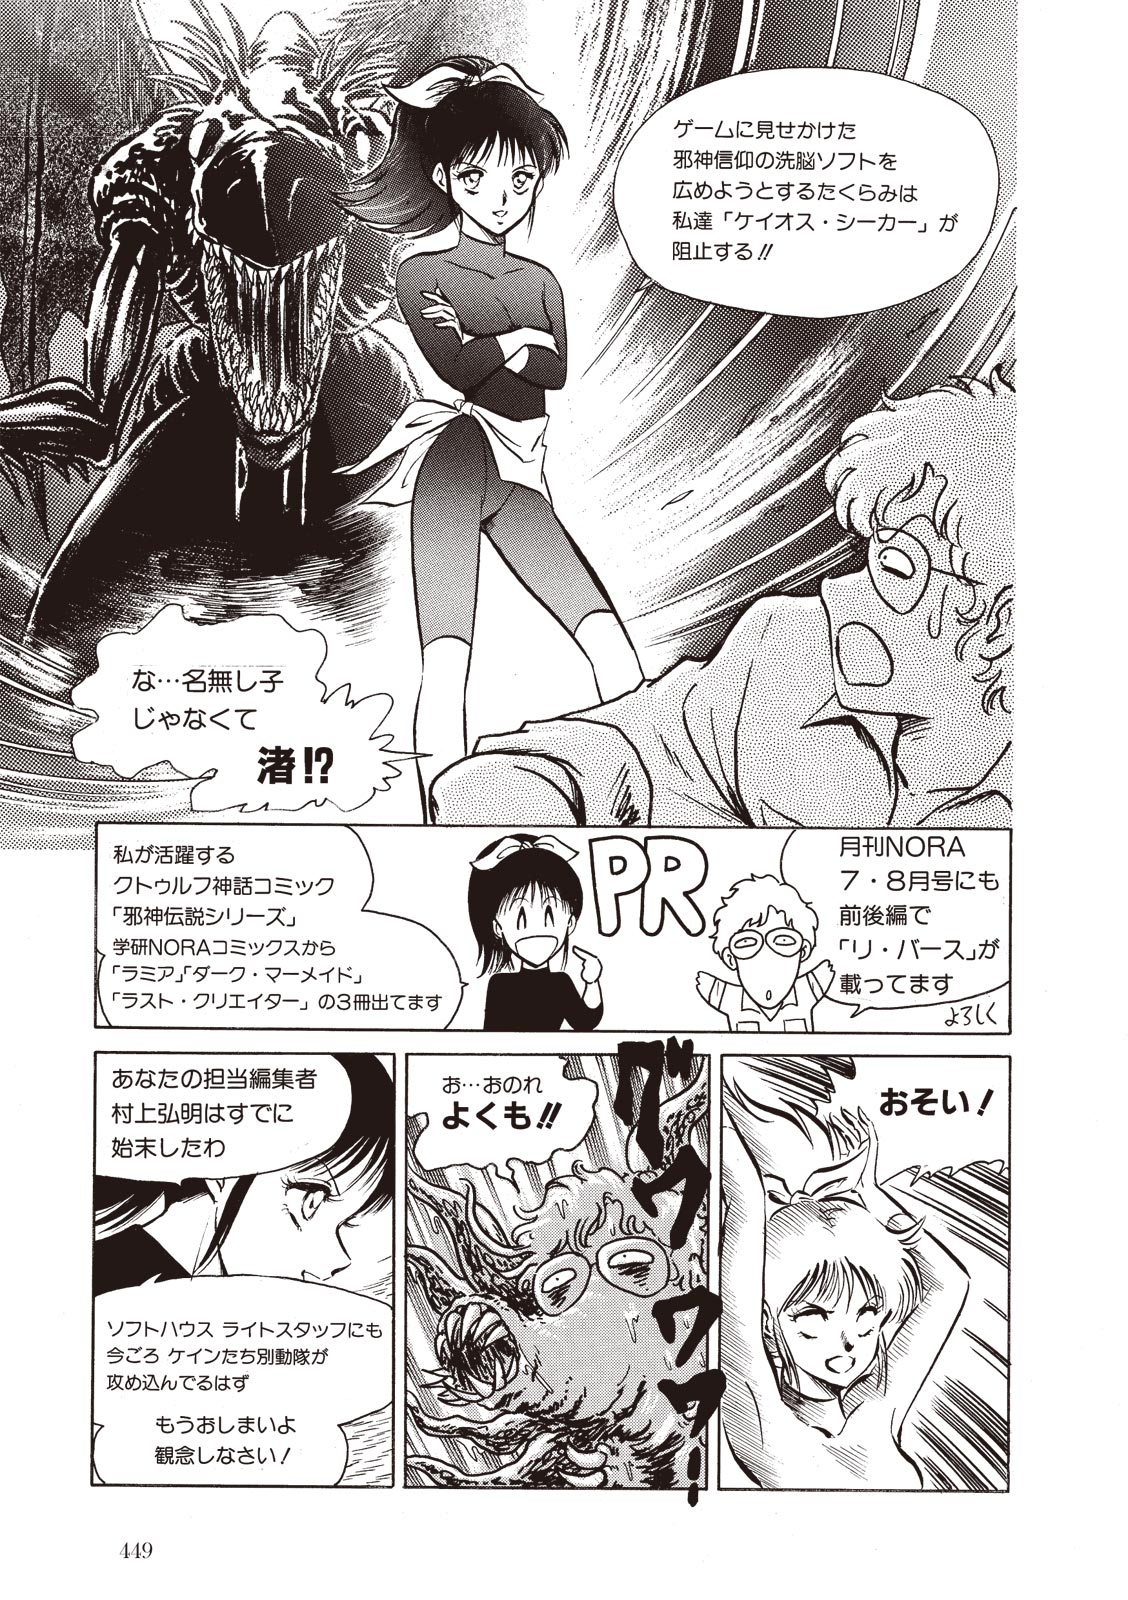 ゲームに見せかけた
邪神信仰の洗脳ソフトを
広めようとするたくらみは
私達「ケイオス・シーカー」が
阻止する!!
な…名無し子
じゃなくて
渚!?
私が活躍する
クトゥルフ神話コミック
「邪神伝説シリーズ」
学研NORAコミックスから
「ラミア」「ダーク・マーメイド」
「ラスト・クリエイター」の3冊出てます
PR
月刊NORA
7・8月号にも
前後編で
「リ・バース」が
載ってます
よろしく
あなたの担当編集者
村上弘明はすでに
始末したわ
ソフトハウス ライトスタッフにも
今ごろ ケインたち別動隊が
攻め込んでるはず
もうおしまいよ
観念しなさい!
お…おのれ
よくも!!
グワワァーー
おそい!
449